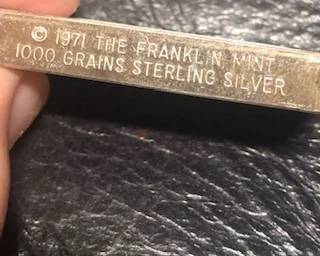 © 1971 THE FRANKLIN MINT
1000 GRAINS STERLING SILVER